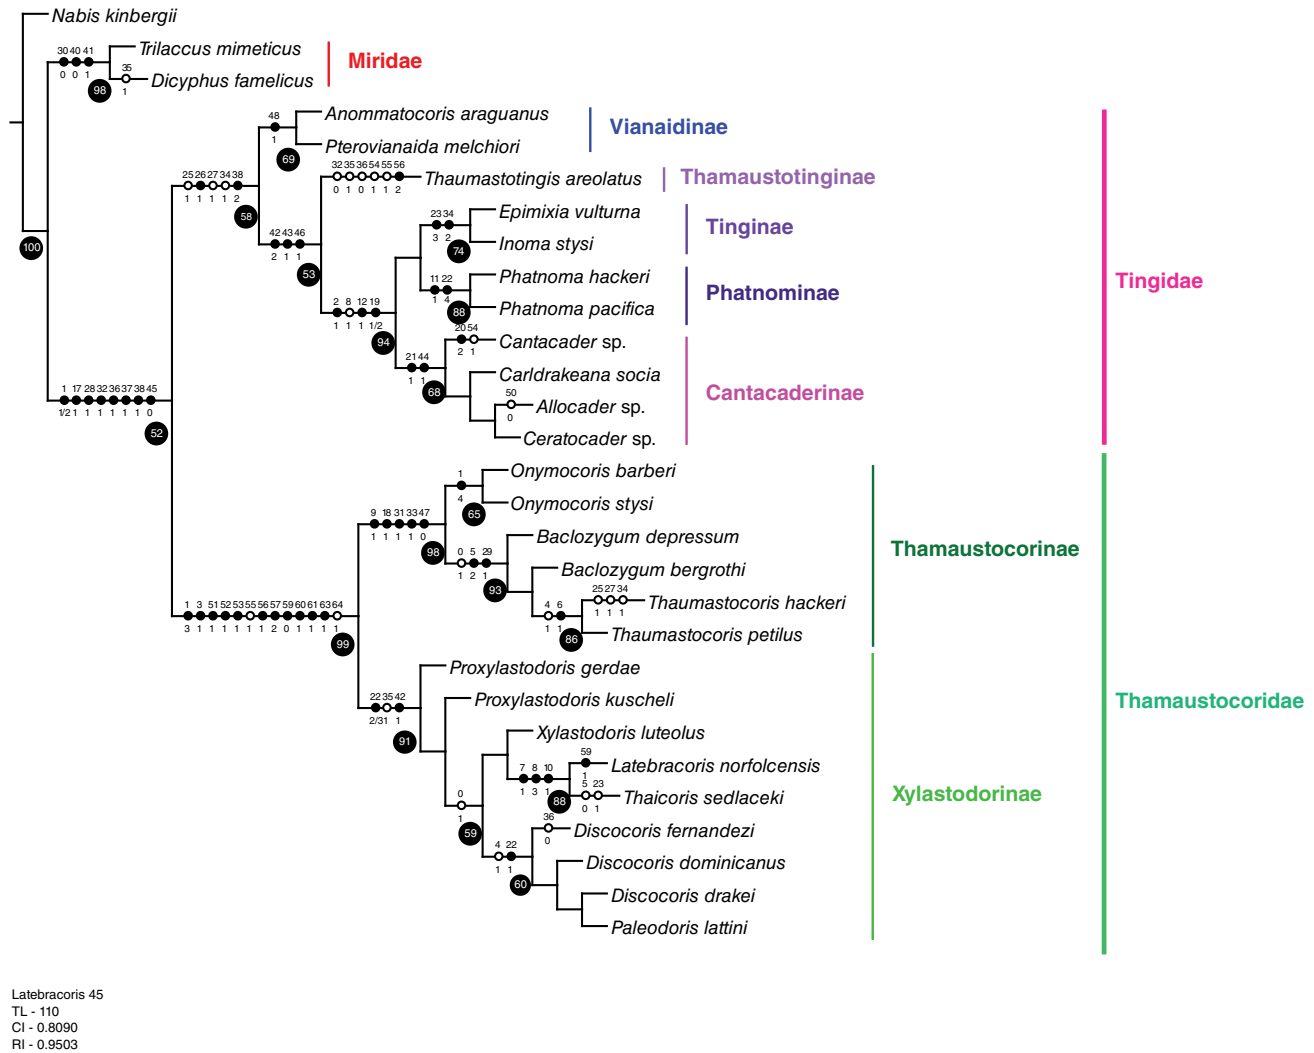 Nabis kinbergii
Trilaccus mimeticus
30 40 41
0 0 1
35
1
98
Dicyphus famelicus
Miridae
Anommatocoris araguanus
48
1
69
Pterovianaida melchiori
Vianaidinae
25 26 27 34 38
1 1 1 1 2
58
32 35 36 54 55 56
0 1 0 1 1 2
Thaumastotingis areolatus
Thamaustotinginae
Epimixia vulturna
23 34
3 2
74
Inoma stysi
Tinginae
42 43 46
2 1 1
53
100
Phatnoma hackeri
11 22
1 4
88
Phatnoma pacifica
Phatnominae
Tingidae
2 8 12 19
1 1 1 1/2
94
20 54
2 1
Cantacader sp.
21 44
1 1
68
Carldrakeana socia
Cantacaderinae
50
0
Allocader sp.
Ceratocader sp.
1 17 28 32 36 37 38 45
1/2 1 1 1 1 1 1 0
52
Onymocoris barberi
1
4
65
Onymocoris stysi
9 18 31 33 47
1 1 1 1 0
98
Baclozygum depressum
Thamaustocorinae
0 5 29
1 2 1
93
Baclozygum bergrothi
25 27 34
1 1 1
Thaumastocoris hackeri
4 6
1 1
86
Thaumastocoris petilus
1 3 51 52 53 55 56 57 59 60 61 63 64
3 1 1 1 1 1 1 2 0 1 1 1 1
99
Proxylastodoris gerdae
22 35 42
2/3 1 1
91
Proxylastodoris kuscheli
Thamaustocoridae
Xylastodoris luteolus
59
1
Latebracoris norfolcensis
7 8 10
1 3 1
88
5 23
0 1
Thaicoris sedlaceki
Xylastodorinae
0
1
59
36
0
Discocoris fernandezi
4 22
1 1
60
Discocoris dominicanus
Discocoris drakei
Paleodoris lattini
Latebracoris 45
TL - 110
CI - 0.8090
RI - 0.9503